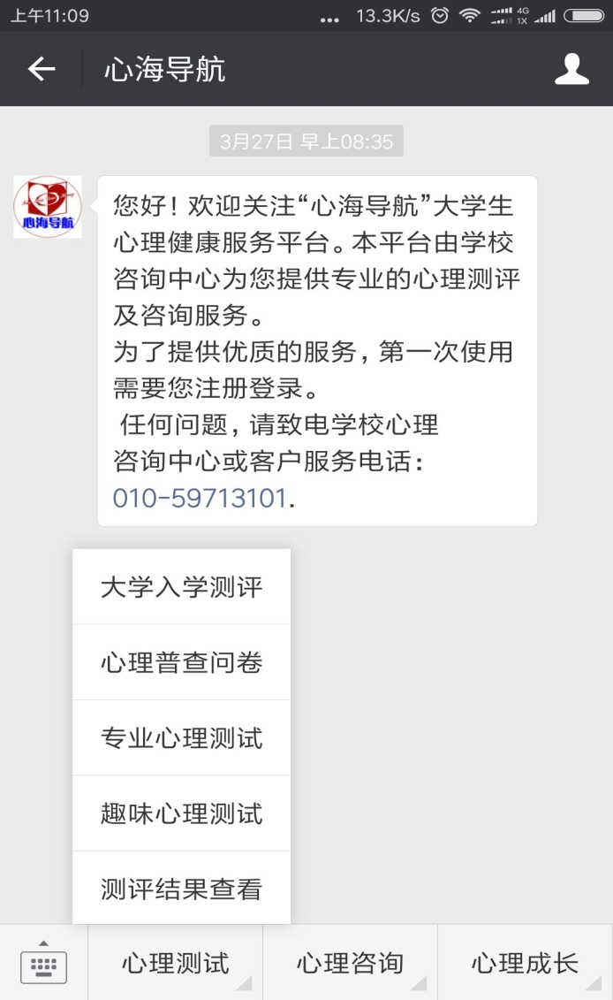 上午11:09
... 13.3K/s 4G 1X
心海导航
3月27日 早上08:35
心海导航
您好！欢迎关注“心海导航”大学生
心理健康服务平台。本平台由学校
咨询中心为您提供专业的心理测评
及咨询服务。
为了提供优质的服务，第一次使用
需要您注册登录。
任何问题，请致电学校心理
咨询中心或客户服务电话：
010-59713101.
大学入学测评
心理普查问卷
专业心理测试
趣味心理测试
测评结果查看
心理测试
心理咨询
心理成长